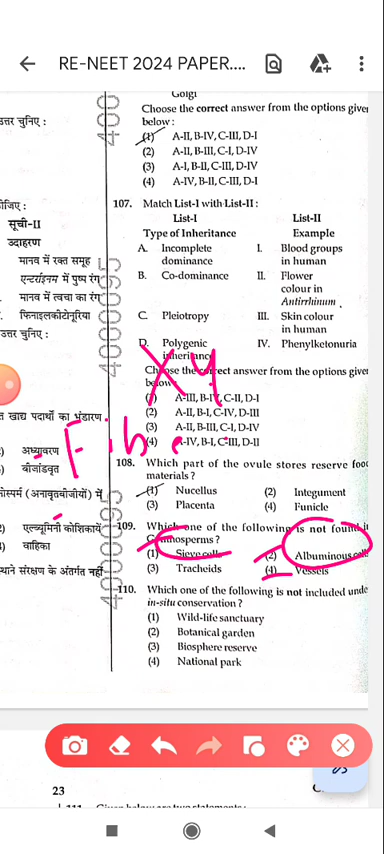 RE-NEET 2024 PAPER....
Golgi
Choose the correct answer from the options given
below :
(1) A-II, B-IV, C-III, D-I
(2) A-II, B-III, C-I, D-IV
(3) A-I, B-II, C-III, D-IV
(4) A-IV, B-II, C-III, D-I
उत्तर चुनिए :
107. Match List-I with List-II :
List-I List-II
Type of Inheritance Example
A. Incomplete dominance I. Blood groups in human
B. Co-dominance II. Flower colour in Antirrhinum
C. Pleiotropy III. Skin colour in human
D. Polygenic inheritance IV. Phenylketonuria
Choose the correct answer from the options give
below
(1) A-III, B-IV, C-II, D-I
(2) A-II, B-I, C-IV, D-III
(3) A-II, B-III, C-I, D-IV
(4) A-IV, B-I, C-III, D-II
सूची-II
उदाहरण
मानव में रक्त समूह
एन्टराइनम में पुष्प रंग
मानव में त्वचा का रंग
फिनाइलकीटोनूरिया
उत्तर चुनिए :
XY
Fibe
108. Which part of the ovule stores reserve foo
materials ?
(1) Nucellus (2) Integument
(3) Placenta (4) Funicle
त खाद्य पदार्थों का भंडारण
अध्यावरण
बीजांडवृत
109. Which one of the following is not found i
Gymnosperms ?
(1) Sieve cells (2) Albuminous cells
(3) Tracheids (4) Vessels
(अनावृतबीजीयों) में
एल्ब्यूमिनी कोशिकायें
वाहिका
110. Which one of the following is not included unde
in-situ conservation ?
(1) Wild-life sanctuary
(2) Botanical garden
(3) Biosphere reserve
(4) National park
थाने संरक्षण के अंतर्गत नहीं
23